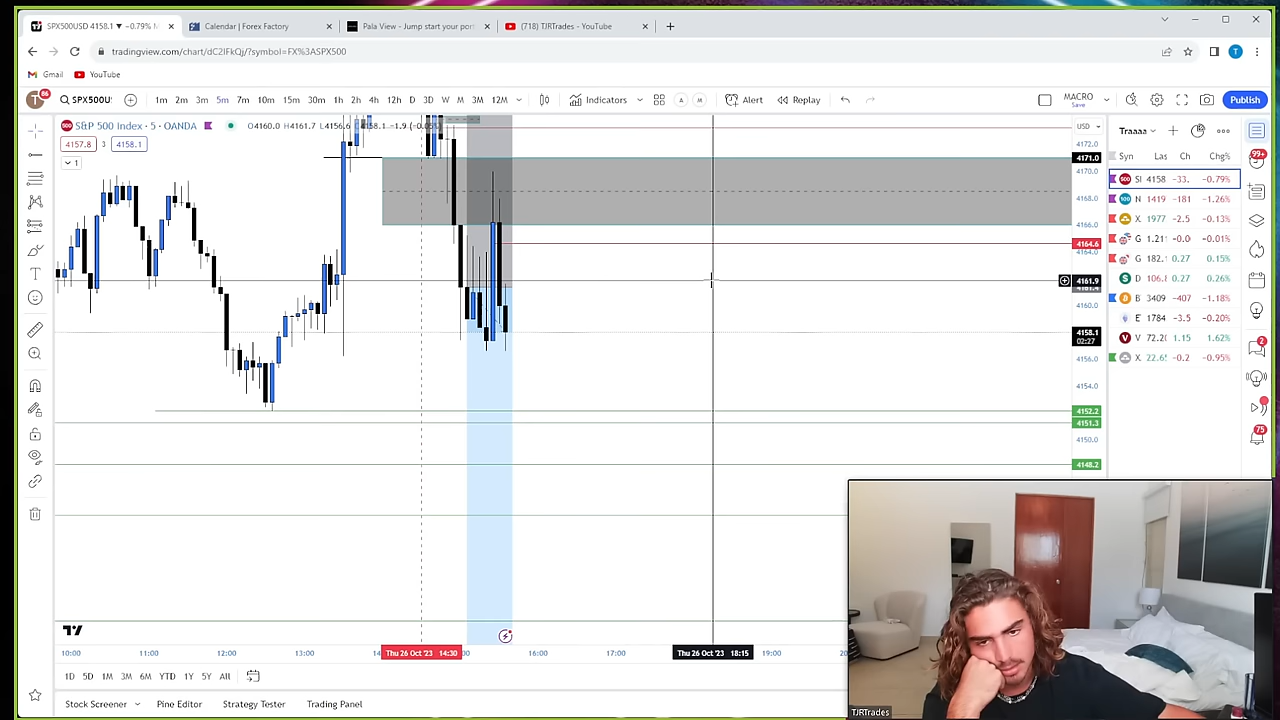 SPX500USD 4158.1 ▼ −0.79% M
Calendar | Forex Factory
Pala View - Jump start your port
(718) TJRTrades - YouTube
tradingview.com/chart/dC2IFkQj/?symbol=FX%3ASPX500
T
Gmail
YouTube
T
86
SPX500U
1m 2m 3m 5m 7m 10m 15m 30m 1h 2h 4h 12h D 3D W M 3M 12M
Indicators
A
M
Alert
Replay
MACRO
Save
Publish
S&P 500 Index · 5 · OANDA
4157.8
3
4158.1
1
USD
4172.0
4171.0
4170.0
4168.0
4166.0
4164.6
4164.0
4161.9
4160.0
4158.1
02:27
4156.0
4154.0
4152.2
4151.3
4150.0
4148.2
Traaaa
Syn Las Ch Chg%
4158 -33. -0.79%
N 1419 -181 -1.26%
X 1977 -2.5 -0.13%
G 1.211 -0.0 -0.01%
G 182. 0.27 0.15%
D 106. 0.27 0.26%
3409 -407 -1.18%
1784 -3.5 -0.20%
V 72.2 1.15 1.62%
X 22.6 -0.2 -0.95%
99+
2
75
10:00 11:00 12:00 13:00
Thu 26 Oct '23 14:30
16:00 17:00
Thu 26 Oct '23 18:15
19:00
1D 5D 1M 3M 6M YTD 1Y 5Y All
Stock Screener
Pine Editor
Strategy Tester
Trading Panel
TJRTrades